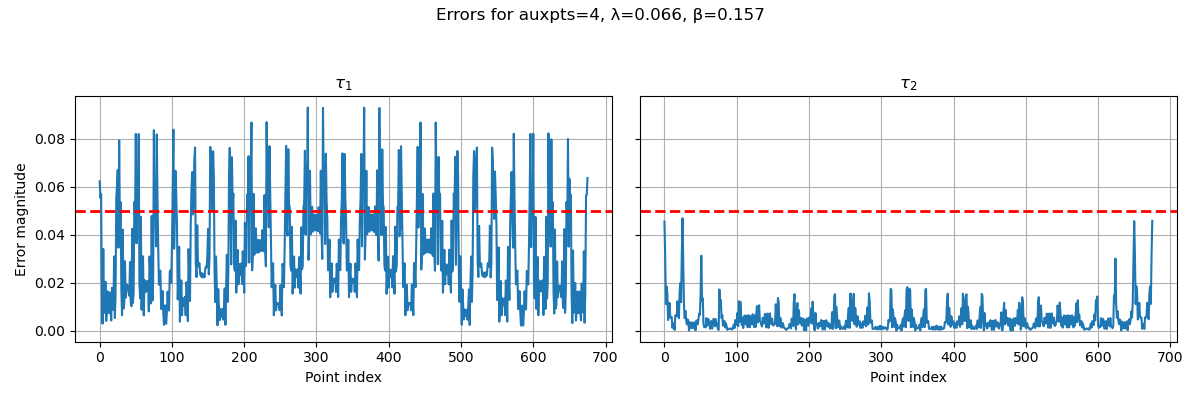 Errors for auxpts=4, λ=0.066, β=0.157
τ₁
τ₂
Error magnitude
0.08
0.06
0.04
0.02
0.00
0 100 200 300 400 500 600 700
0 100 200 300 400 500 600 700
Point index
Point index